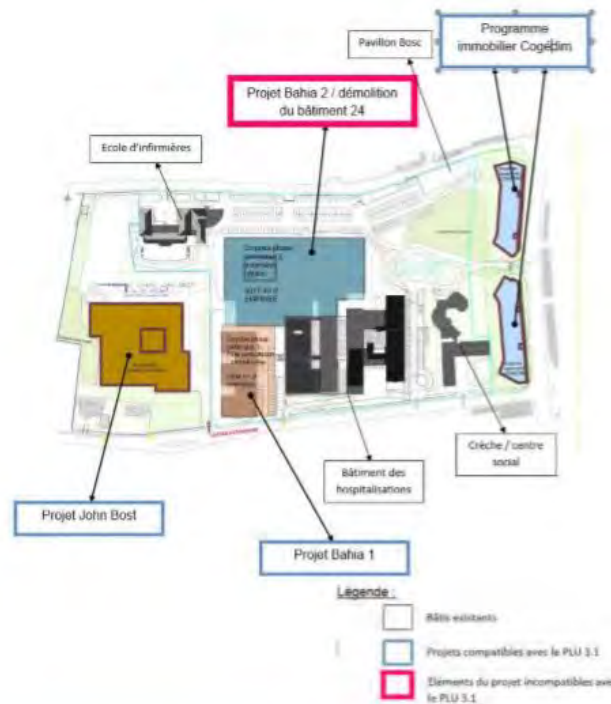 Programme
immobilier Cogedim
Pavillon Bosc
Projet Bahia 2 / démolition
du bâtiment 24
Ecole d'infirmières
Crèche / centre
social
Bâtiment des
hospitalisations
Projet John Bost
Projet Bahia 1
Légende :
Bâtis existants
Projets compatibles avec le PLU 3.1
Eléments du projet incompatibles avec
le PLU 3.1